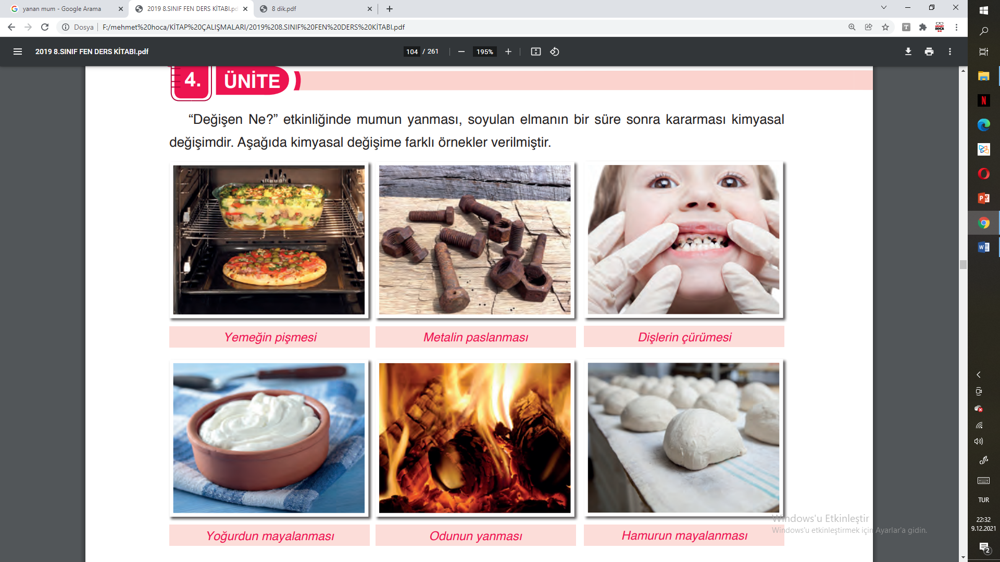 yanan mum - Google Arama
2019 8.SINIF FEN DERS KİTABI.pd
8 dik.pdf
Dosya
F:/mehmet%20hoca/KİTAP%20ÇALIŞMALARI/2019%208.SINIF%20FEN%20DERS%20KİTABI.pdf
T
HOCA
2019 8.SINIF FEN DERS KİTABI.pdf
104 / 261
195%
4. ÜNİTE
“Değişen Ne?” etkinliğinde mumun yanması, soyulan elmanın bir süre sonra kararması kimyasal
değişimdir. Aşağıda kimyasal değişime farklı örnekler verilmiştir.
Yemeğin pişmesi
Metalin paslanması
Dişlerin çürümesi
Yoğurdun mayalanması
Odunun yanması
Hamurun mayalanması
Windows'u Etkinleştir
Windows'u etkinleştirmek için Ayarlar'a gidin.
TUR
22:32
9.12.2021
2